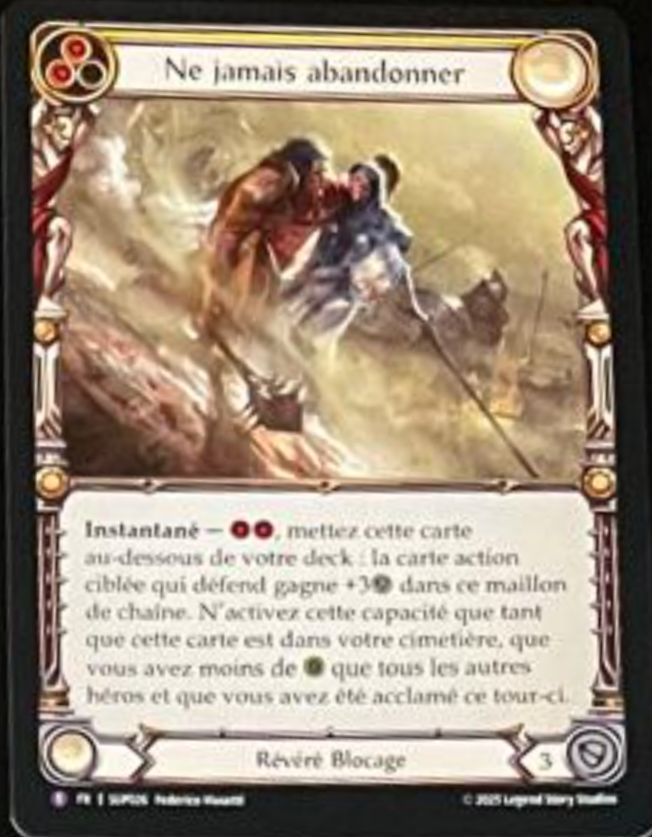 Ne jamais abandonner
Instantané — , mettez cette carte
au-dessous de votre deck : la carte action
ciblée qui défend gagne +3 dans ce maillon
de chaîne. N'activez cette capacité que tant
que cette carte est dans votre cimetière, que
vous avez moins de que tous les autres
héros et que vous avez été acclamé ce tour-ci.
Révéré Blocage
3
FR SUP026 Federico Musetti
© 2025 Legend Story Studios